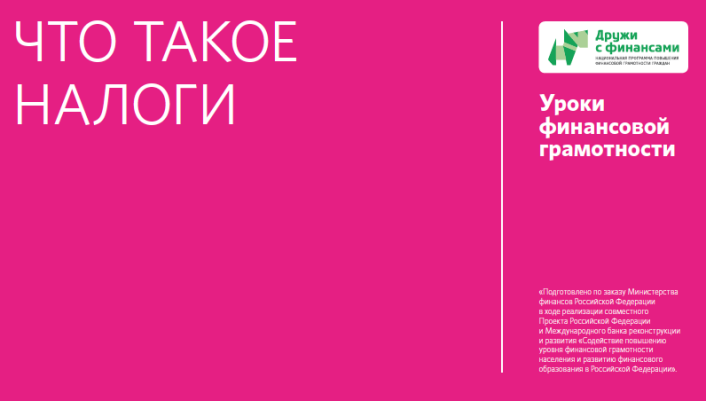 ЧТО ТАКОЕ
НАЛОГИ
Дружи
с финансами
НАЦИОНАЛЬНАЯ ПРОГРАММА ПОВЫШЕНИЯ
ФИНАНСОВОЙ ГРАМОТНОСТИ ГРАЖДАН
Уроки
финансовой
грамотности
«Подготовлено по заказу Министерства
финансов Российской Федерации
в ходе реализации совместного
Проекта Российской Федерации
и Международного банка реконструкции
и развития «Содействие повышению
уровня финансовой грамотности
населения и развитию финансового
образования в Российской Федерации».